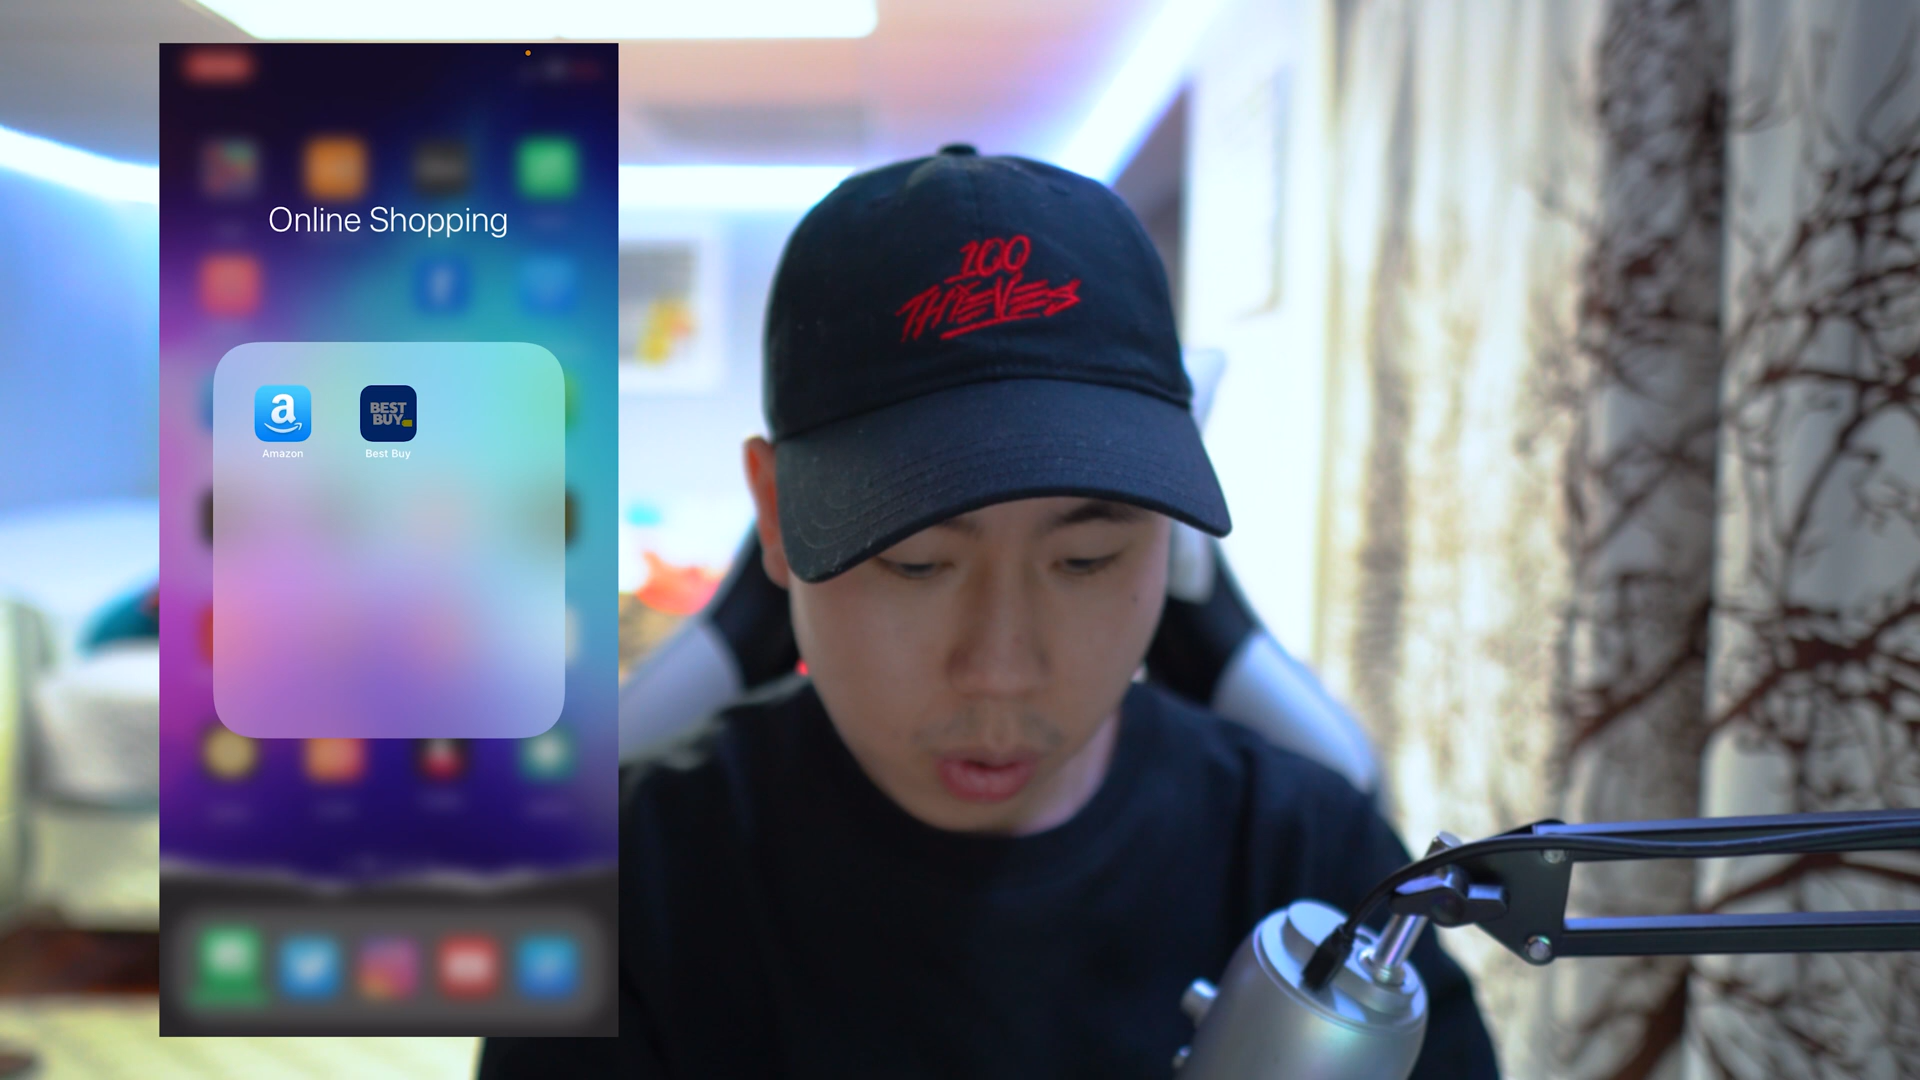 Online Shopping
a
BEST
BUY
Amazon
Best Buy
100
THIEVES